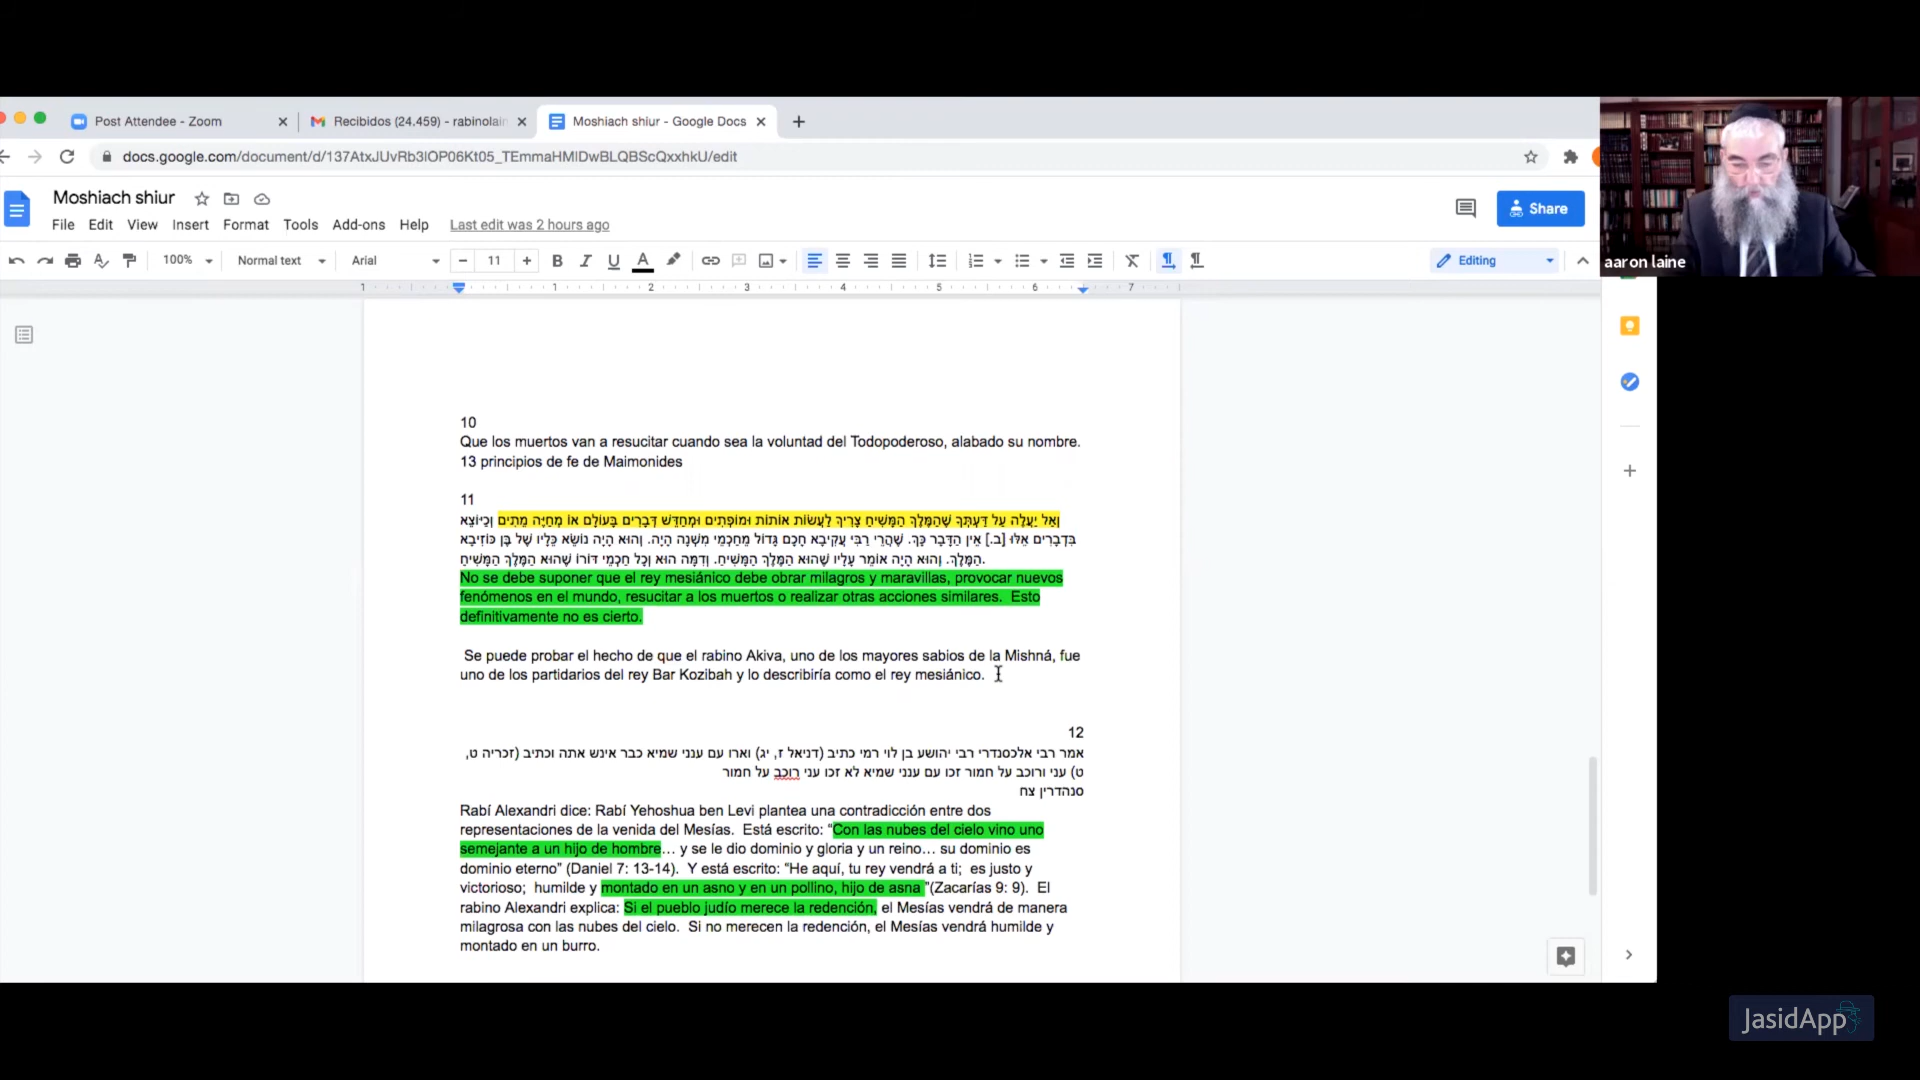 Post Attendee - Zoom
Recibidos (24.459) - rabinolain
Moshiach shiur - Google Docs
docs.google.com/document/d/137AtxJUvRb3lOP06Kt05_TEmmaHMlDwBLQBScQxxhkU/edit
Moshiach shiur
File Edit View Insert Format Tools Add-ons Help Last edit was 2 hours ago
Share
100% Normal text Arial 11 Editing
1 1 2 3 4 5 6 7
aaron laine
10
Que los muertos van a resucitar cuando sea la voluntad del Todopoderoso, alabado su nombre.
13 principios de fe de Maimonides
11
וְאַל יַעֲלֶה עַל דַּעְתְּךָ שֶׁהַמֶּלֶךְ הַמָּשִׁיחַ צָרִיךְ לַעֲשׂוֹת אוֹתוֹת וּמוֹפְתִים וּמְחַדֵּשׁ דְּבָרִים בָּעוֹלָם אוֹ מְחַיֶּה מֵתִים וְכַיּוֹצֵא
בִּדְבָרִים אֵלּוּ [ב.] אֵין הַדָּבָר כָּךְ. שֶׁהֲרֵי רַבִּי עֲקִיבָא חָכָם גָּדוֹל מֵחַכְמֵי מִשְׁנָה הָיָה. וְהוּא הָיָה נוֹשֵׂא כֵּלָיו שֶׁל בֶּן כּוֹזִיבָא
הַמֶּלֶךְ. וְהוּא הָיָה אוֹמֵר עָלָיו שֶׁהוּא הַמֶּלֶךְ הַמָּשִׁיחַ. וְדִמָּה הוּא וְכָל חַכְמֵי דּוֹרוֹ שֶׁהוּא הַמֶּלֶךְ הַמָּשִׁיחַ.
No se debe suponer que el rey mesiánico debe obrar milagros y maravillas, provocar nuevos
fenómenos en el mundo, resucitar a los muertos o realizar otras acciones similares. Esto
definitivamente no es cierto.
Se puede probar el hecho de que el rabino Akiva, uno de los mayores sabios de la Mishná, fue
uno de los partidarios del rey Bar Kozibah y lo describiría como el rey mesiánico.
12
אמר רבי אלכסנדרי רבי יהושע בן לוי רמי כתיב (דניאל ז, יג) וארו עם ענני שמיא כבר אינש אתה וכתיב (זכריה ט,
ט) עני ורוכב על חמור זכו עם ענני שמיא לא זכו עני רוכב על חמור
סנהדרין צח
Rabí Alexandri dice: Rabí Yehoshua ben Levi plantea una contradicción entre dos
representaciones de la venida del Mesías. Está escrito: “Con las nubes del cielo vino uno
semejante a un hijo de hombre… y se le dio dominio y gloria y un reino… su dominio es
dominio eterno” (Daniel 7: 13-14). Y está escrito: “He aquí, tu rey vendrá a ti; es justo y
victorioso; humilde y montado en un asno y en un pollino, hijo de asna ”(Zacarías 9: 9). El
rabino Alexandri explica: Si el pueblo judío merece la redención, el Mesías vendrá de manera
milagrosa con las nubes del cielo. Si no merecen la redención, el Mesías vendrá humilde y
montado en un burro.
JasidApp